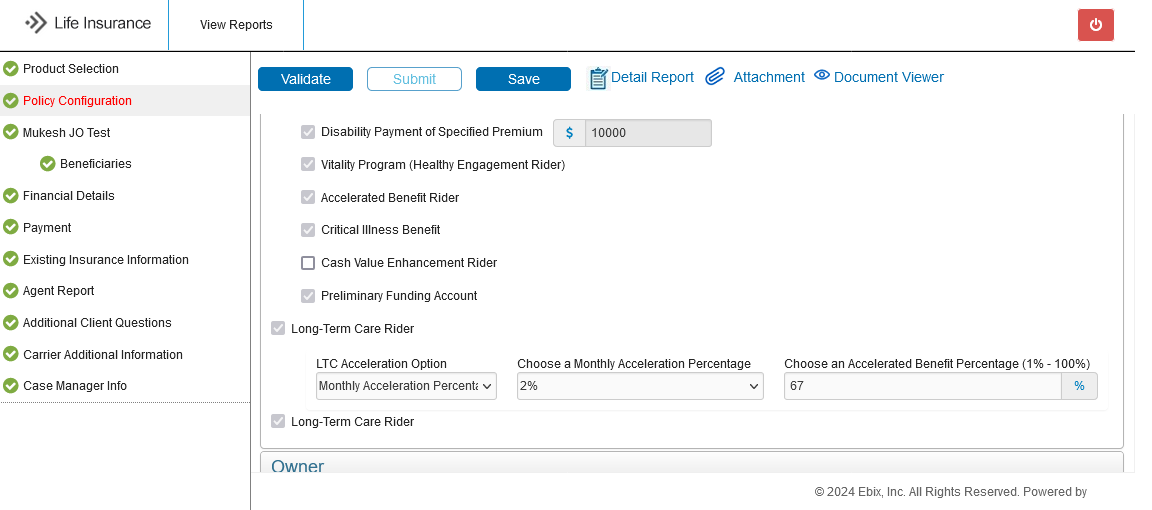 Life Insurance
View Reports
Product Selection
Policy Configuration
Mukesh JO Test
Beneficiaries
Financial Details
Payment
Existing Insurance Information
Agent Report
Additional Client Questions
Carrier Additional Information
Case Manager Info
Validate
Submit
Save
Detail Report
Attachment
Document Viewer
Disability Payment of Specified Premium $ 10000
Vitality Program (Healthy Engagement Rider)
Accelerated Benefit Rider
Critical Illness Benefit
Cash Value Enhancement Rider
Preliminary Funding Account
Long-Term Care Rider
LTC Acceleration Option
Monthly Acceleration Percenta
Choose a Monthly Acceleration Percentage
2%
Choose an Accelerated Benefit Percentage (1% - 100%)
67 %
Long-Term Care Rider
Owner
© 2024 Ebix, Inc. All Rights Reserved. Powered by